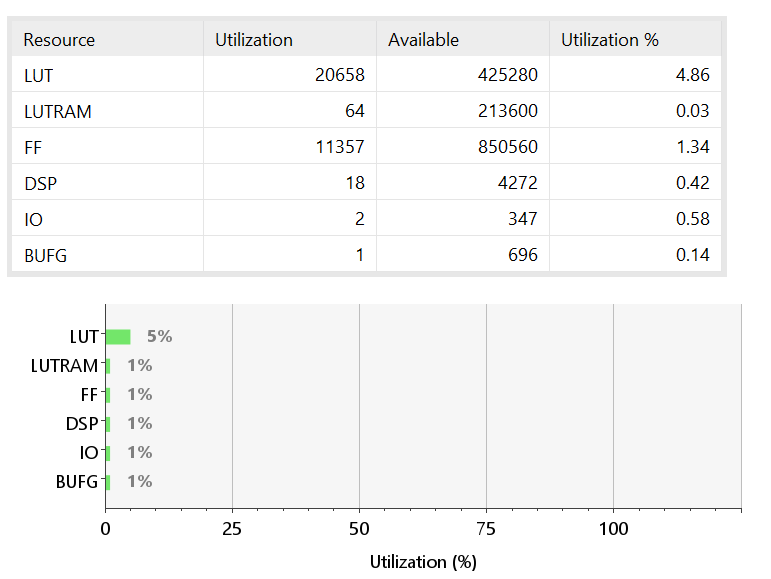 Resource Utilization Available Utilization %
LUT 20658 425280 4.86
LUTRAM 64 213600 0.03
FF 11357 850560 1.34
DSP 18 4272 0.42
IO 2 347 0.58
BUFG 1 696 0.14
LUT 5%
LUTRAM 1%
FF 1%
DSP 1%
IO 1%
BUFG 1%
0 25 50 75 100
Utilization (%)